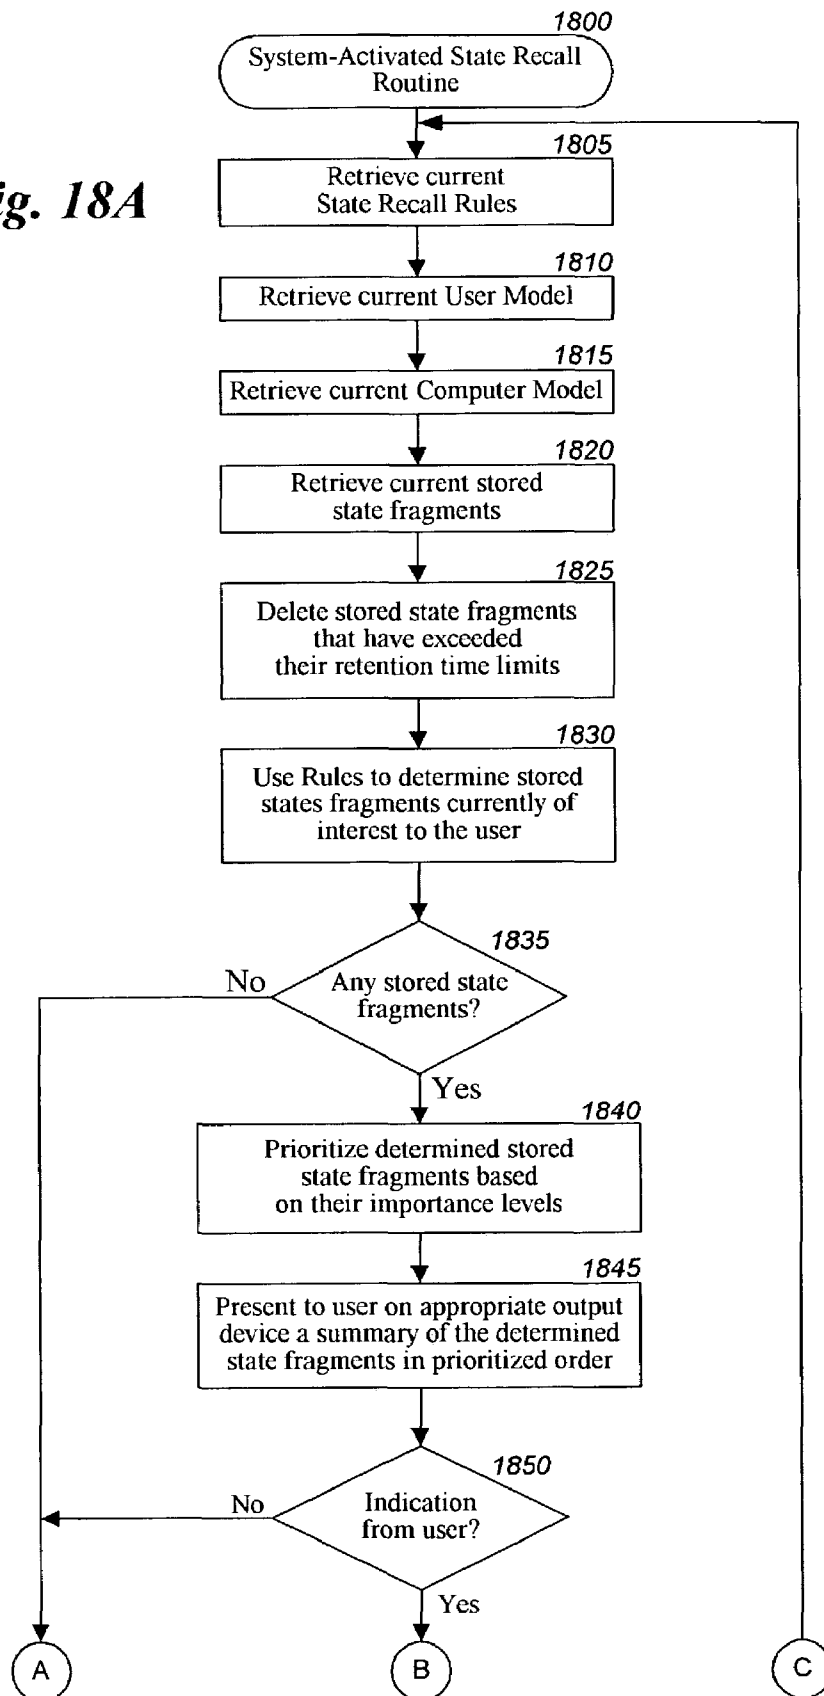 1800
System-Activated State Recall
Routine
1805
ig. 18A
Retrieve current
State Recall Rules
1810
Retrieve current User Model
1815
Retrieve current Computer Model
1820
Retrieve current stored
state fragments
1825
Delete stored state fragments
that have exceeded
their retention time limits
1830
Use Rules to determine stored
states fragments currently of
interest to the user
1835
No
Any stored state
fragments?
Yes
1840
Prioritize determined stored
state fragments based
on their importance levels
1845
Present to user on appropriate output
device a summary of the determined
state fragments in prioritized order
1850
No
Indication
from user?
Yes
A
B
C